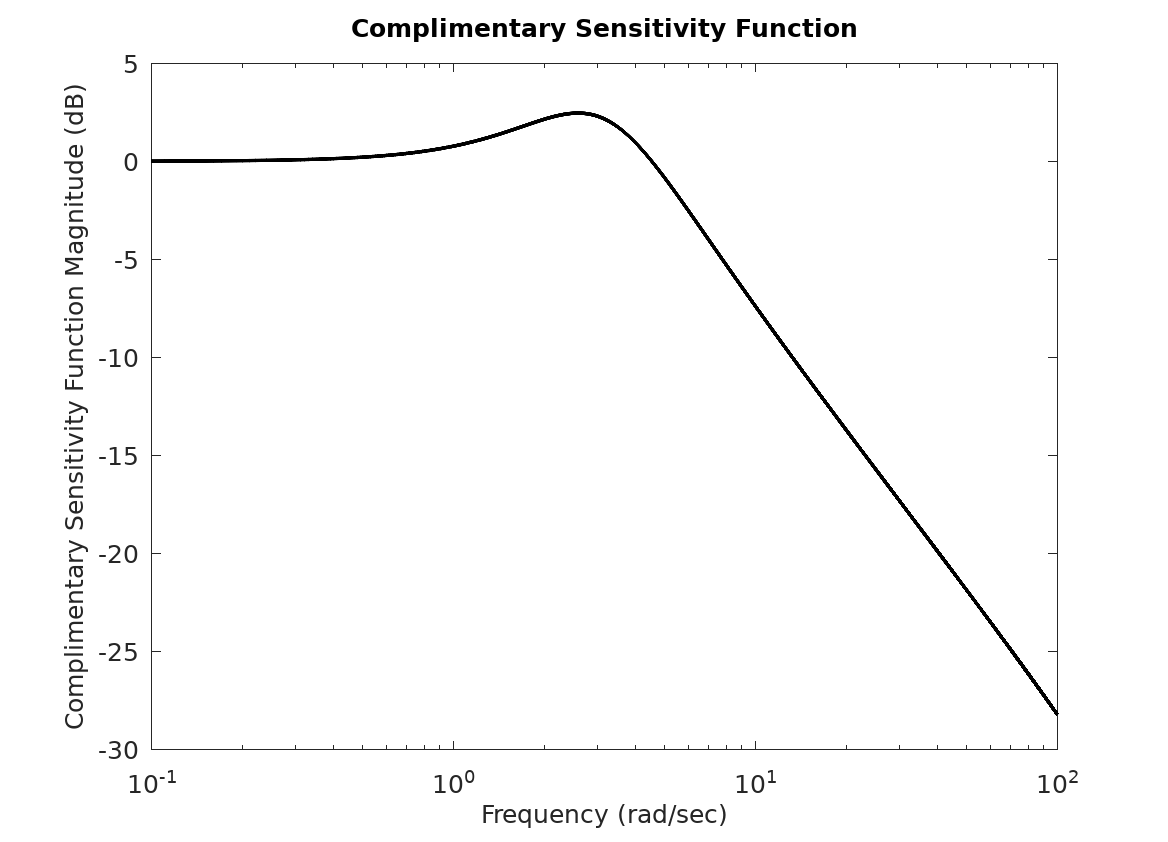 Complimentary Sensitivity Function
Complimentary Sensitivity Function Magnitude (dB)
5
0
-5
-10
-15
-20
-25
-30
10^-1 10^0 10^1 10^2
Frequency (rad/sec)